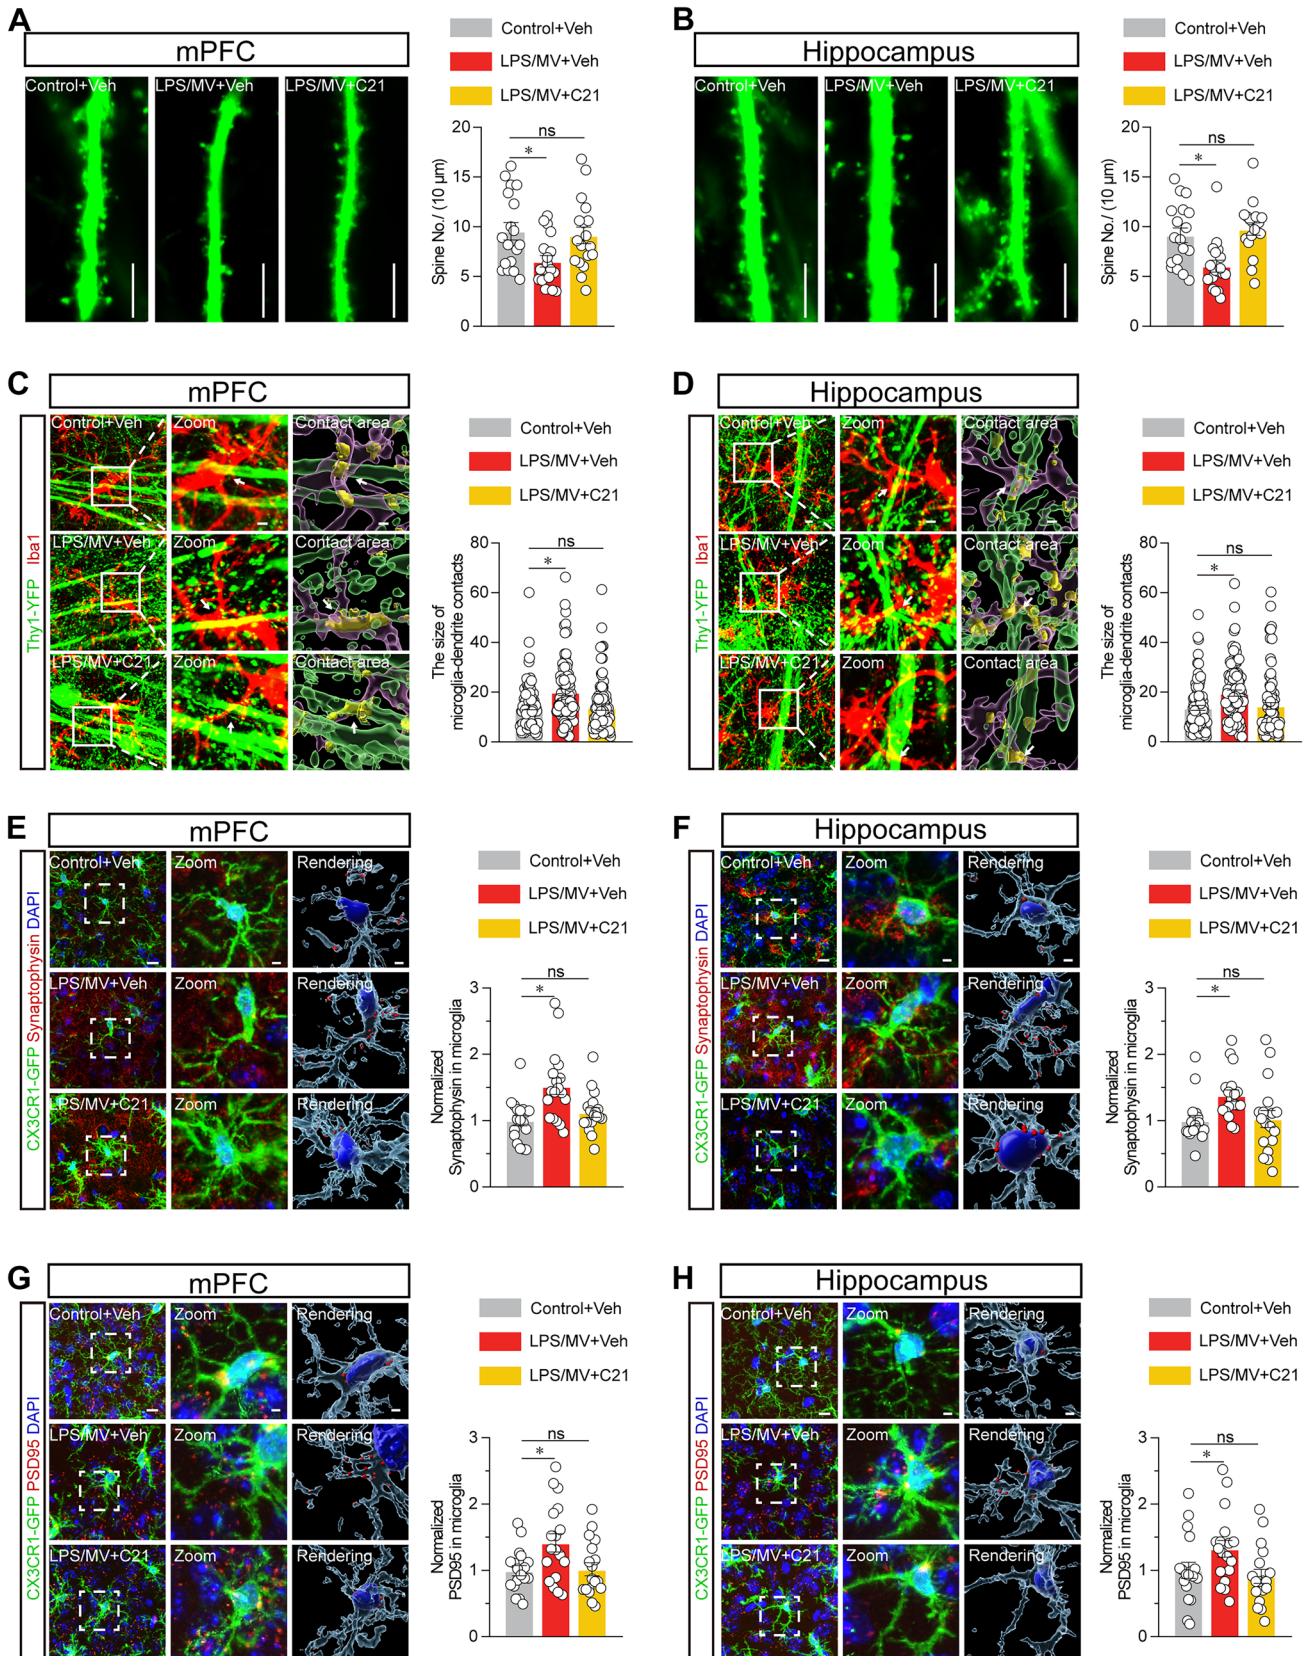 A
mPFC
Control+Veh
LPS/MV+Veh
LPS/MV+C21
Control+Veh
LPS/MV+Veh
LPS/MV+C21
Spine No./ (10 μm)
20
15
10
5
0
ns
*
B
Hippocampus
Control+Veh
LPS/MV+Veh
LPS/MV+C21
Control+Veh
LPS/MV+Veh
LPS/MV+C21
Spine No./ (10 μm)
20
15
10
5
0
ns
*
C
mPFC
Thy1-YFP Iba1
Control+Veh
Zoom
Contact area
LPS/MV+Veh
Zoom
Contact area
LPS/MV+C21
Zoom
Contact area
Control+Veh
LPS/MV+Veh
LPS/MV+C21
The size of
microglia-dendrite contacts
80
60
40
20
0
ns
*
D
Hippocampus
Thy1-YFP Iba1
Control+Veh
Zoom
Contact area
LPS/MV+Veh
Zoom
Contact area
LPS/MV+C21
Zoom
Contact area
Control+Veh
LPS/MV+Veh
LPS/MV+C21
The size of
microglia-dendrite contacts
80
60
40
20
0
ns
*
E
mPFC
CX3CR1-GFP Synaptophysin DAPI
Control+Veh
Zoom
Rendering
LPS/MV+Veh
Zoom
Rendering
LPS/MV+C21
Zoom
Rendering
Control+Veh
LPS/MV+Veh
LPS/MV+C21
Normalized
Synaptophysin in microglia
3
2
1
0
ns
*
F
Hippocampus
CX3CR1-GFP Synaptophysin DAPI
Control+Veh
Zoom
Rendering
LPS/MV+Veh
Zoom
Rendering
LPS/MV+C21
Zoom
Rendering
Control+Veh
LPS/MV+Veh
LPS/MV+C21
Normalized
Synaptophysin in microglia
3
2
1
0
ns
*
G
mPFC
CX3CR1-GFP PSD95 DAPI
Control+Veh
Zoom
Rendering
LPS/MV+Veh
Zoom
Rendering
LPS/MV+C21
Zoom
Rendering
Control+Veh
LPS/MV+Veh
LPS/MV+C21
Normalized
PSD95 in microglia
3
2
1
0
ns
*
H
Hippocampus
CX3CR1-GFP PSD95 DAPI
Control+Veh
Zoom
Rendering
LPS/MV+Veh
Zoom
Rendering
LPS/MV+C21
Zoom
Rendering
Control+Veh
LPS/MV+Veh
LPS/MV+C21
Normalized
PSD95 in microglia
3
2
1
0
ns
*